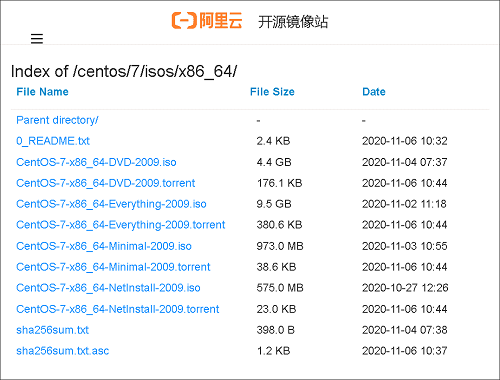 阿里云 开源镜像站
Index of /centos/7/isos/x86_64/
File Name File Size Date
Parent directory/ - -
0_README.txt 2.4 KB 2020-11-06 10:32
CentOS-7-x86_64-DVD-2009.iso 4.4 GB 2020-11-04 07:37
CentOS-7-x86_64-DVD-2009.torrent 176.1 KB 2020-11-06 10:44
CentOS-7-x86_64-Everything-2009.iso 9.5 GB 2020-11-02 11:18
CentOS-7-x86_64-Everything-2009.torrent 380.6 KB 2020-11-06 10:44
CentOS-7-x86_64-Minimal-2009.iso 973.0 MB 2020-11-03 10:55
CentOS-7-x86_64-Minimal-2009.torrent 38.6 KB 2020-11-06 10:44
CentOS-7-x86_64-NetInstall-2009.iso 575.0 MB 2020-10-27 12:26
CentOS-7-x86_64-NetInstall-2009.torrent 23.0 KB 2020-11-06 10:44
sha256sum.txt 398.0 B 2020-11-04 07:38
sha256sum.txt.asc 1.2 KB 2020-11-06 10:37